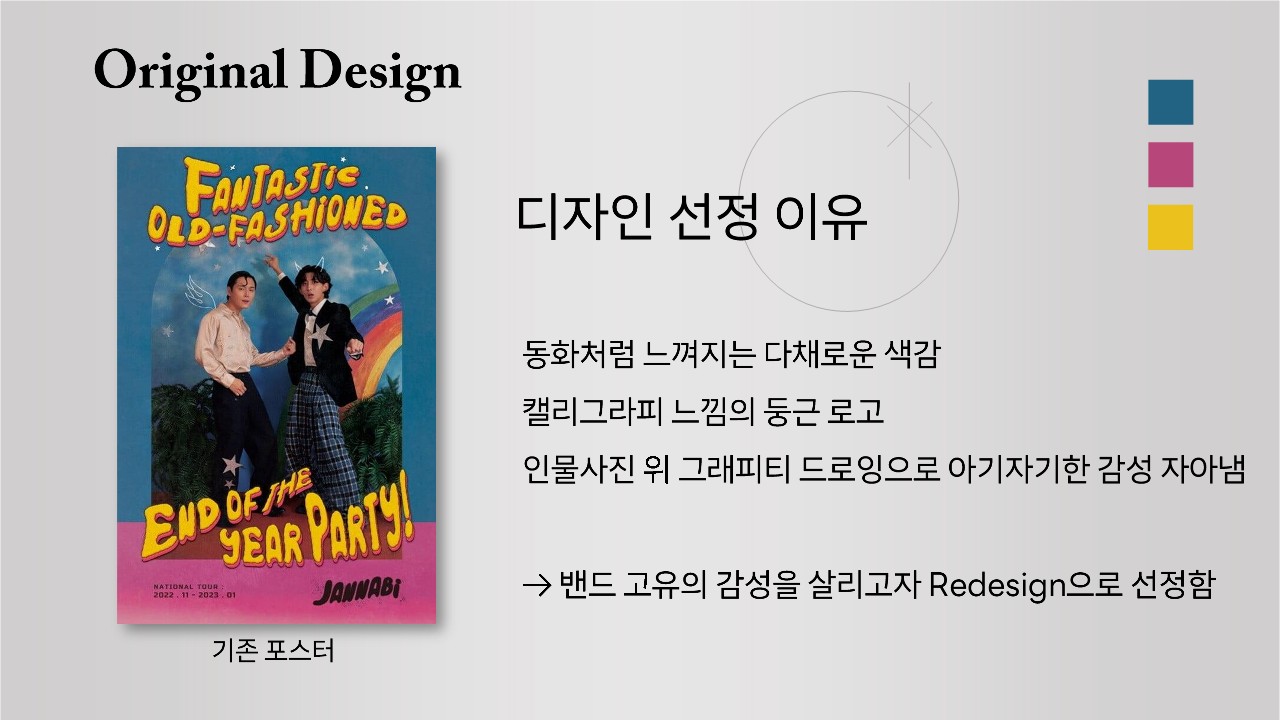 Original Design
FANTASTIC
OLD-FASHIONED
END OF THE
YEAR PARTY!
NATIONAL TOUR :
2022 . 11 - 2023 . 01
JANNABi
기존 포스터
디자인 선정 이유
동화처럼 느껴지는 다채로운 색감
캘리그라피 느낌의 둥근 로고
인물사진 위 그래피티 드로잉으로 아기자기한 감성 자아냄
→ 밴드 고유의 감성을 살리고자 Redesign으로 선정함